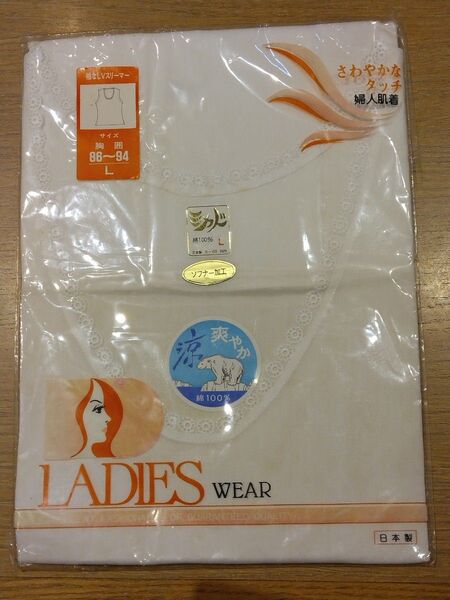 袖なしVスリーマー
サイズ
胸囲
86～94
L
さわやかな
タッチ
婦人肌着
綿100%
L
ソフナー加工
爽やか
涼
綿100%
LADIES WEAR
日本製